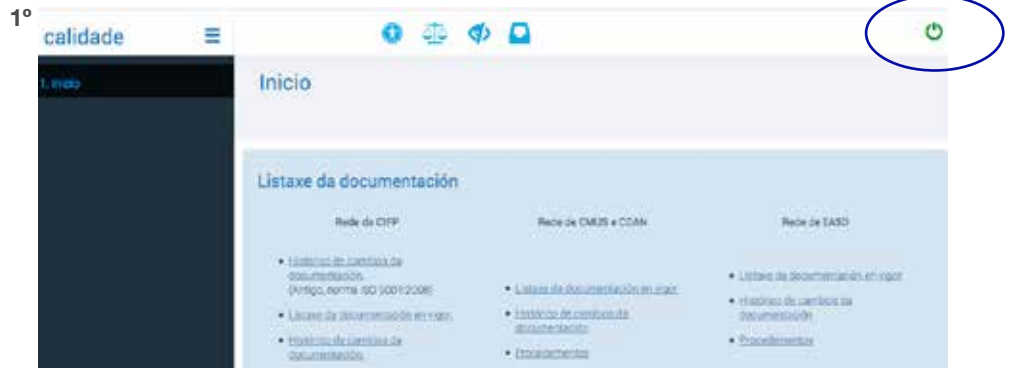 1º
calidade
1. Inicio
Inicio
Listaxe da documentación
Rede de CIFP
Histórico de cambios da
documentación.
(Antigo, norma ISO 9001:2008)
Listaxe da documentación en vigor.
Histórico de cambios da
documentación.
Rede de CMUS e CDAN
Listaxe da documentación en vigor.
Histórico de cambios da
documentación
Procedementos
Rede de EASD
Listaxe da documentación en vigor
Histórico de cambios da
documentación
Procedementos